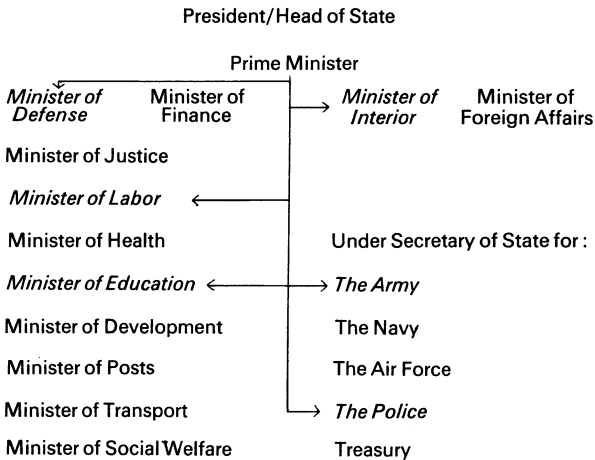 President/Head of State
Prime Minister
Minister of Defense
Minister of Finance
Minister of Interior
Minister of Foreign Affairs
Minister of Justice
Minister of Labor
Minister of Health
Under Secretary of State for :
Minister of Education
The Army
Minister of Development
The Navy
Minister of Posts
The Air Force
Minister of Transport
The Police
Minister of Social Welfare
Treasury